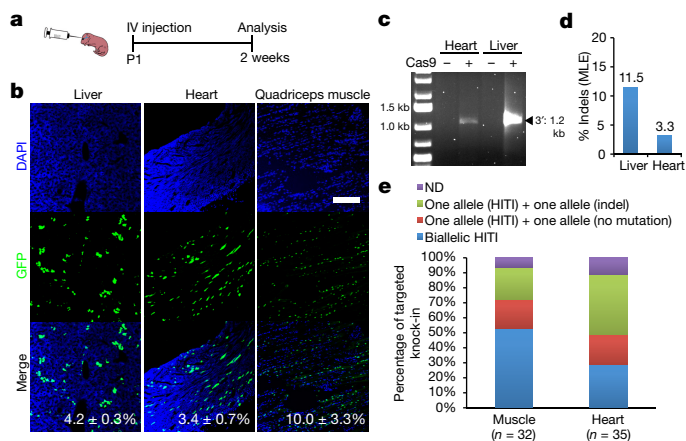 a
IV injection
Analysis
P1
2 weeks
b
Liver
Heart
Quadriceps muscle
DAPI
GFP
Merge
4.2 ± 0.3%
3.4 ± 0.7%
10.0 ± 3.3%
c
Heart
Liver
Cas9
– + – +
1.5 kb
1.0 kb
3′: 1.2
kb
d
% Indels (MLE)
20
15
10
5
0
11.5
3.3
Liver Heart
e
ND
One allele (HITI) + one allele (indel)
One allele (HITI) + one allele (no mutation)
Biallelic HITI
Percentage of targeted
knock-in
100%
90%
80%
70%
60%
50%
40%
30%
20%
10%
0%
Muscle
(n = 32)
Heart
(n = 35)